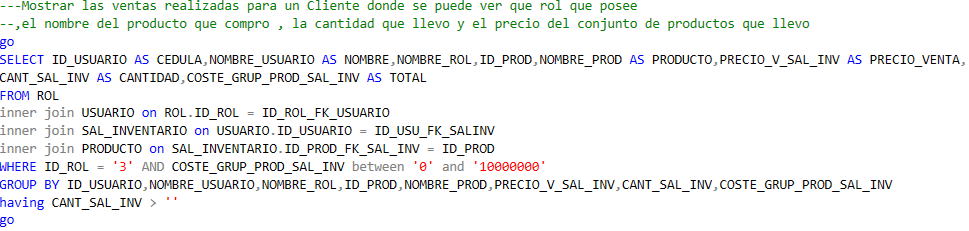 ---Mostrar las ventas realizadas para un Cliente donde se puede ver que rol que posee
--,el nombre del producto que compro , la cantidad que llevo y el precio del conjunto de productos que llevo
go
SELECT ID_USUARIO AS CEDULA,NOMBRE_USUARIO AS NOMBRE,NOMBRE_ROL,ID_PROD,NOMBRE_PROD AS PRODUCTO,PRECIO_V_SAL_INV AS PRECIO_VENTA,
CANT_SAL_INV AS CANTIDAD,COSTE_GRUP_PROD_SAL_INV AS TOTAL
FROM ROL
inner join USUARIO on ROL.ID_ROL = ID_ROL_FK_USUARIO
inner join SAL_INVENTARIO on USUARIO.ID_USUARIO = ID_USU_FK_SALINV
inner join PRODUCTO on SAL_INVENTARIO.ID_PROD_FK_SAL_INV = ID_PROD
WHERE ID_ROL = '3' AND COSTE_GRUP_PROD_SAL_INV between '0' and '10000000'
GROUP BY ID_USUARIO,NOMBRE_USUARIO,NOMBRE_ROL,ID_PROD,NOMBRE_PROD,PRECIO_V_SAL_INV,CANT_SAL_INV,COSTE_GRUP_PROD_SAL_INV
having CANT_SAL_INV > ''
go